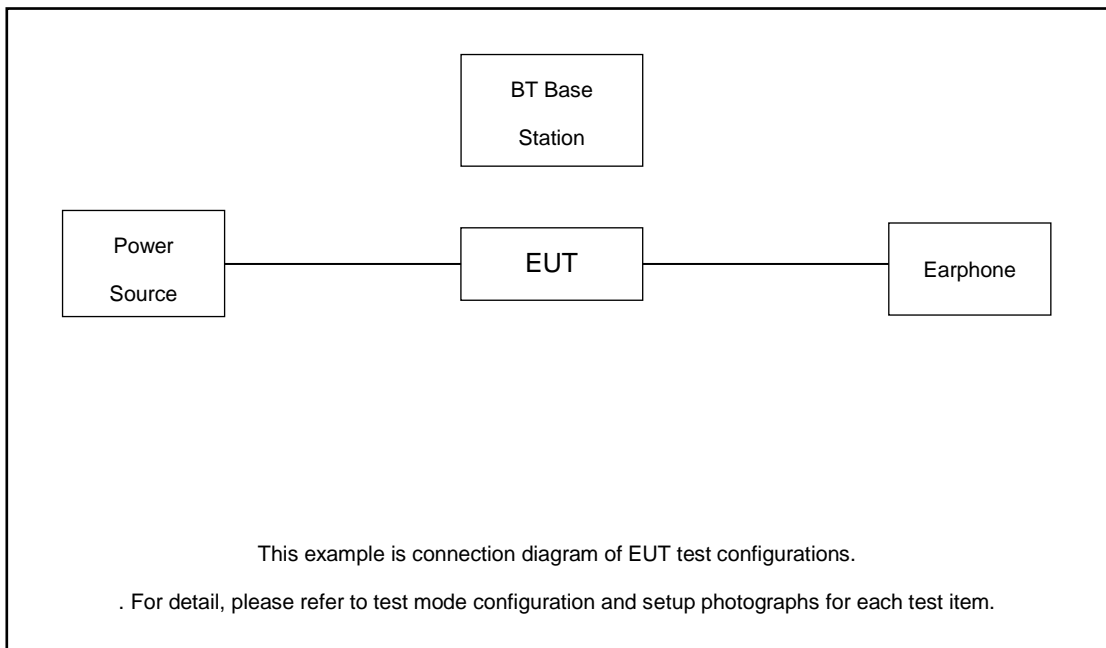 BT Base
Station
Power
Source
EUT
Earphone
This example is connection diagram of EUT test configurations.
. For detail, please refer to test mode configuration and setup photographs for each test item.